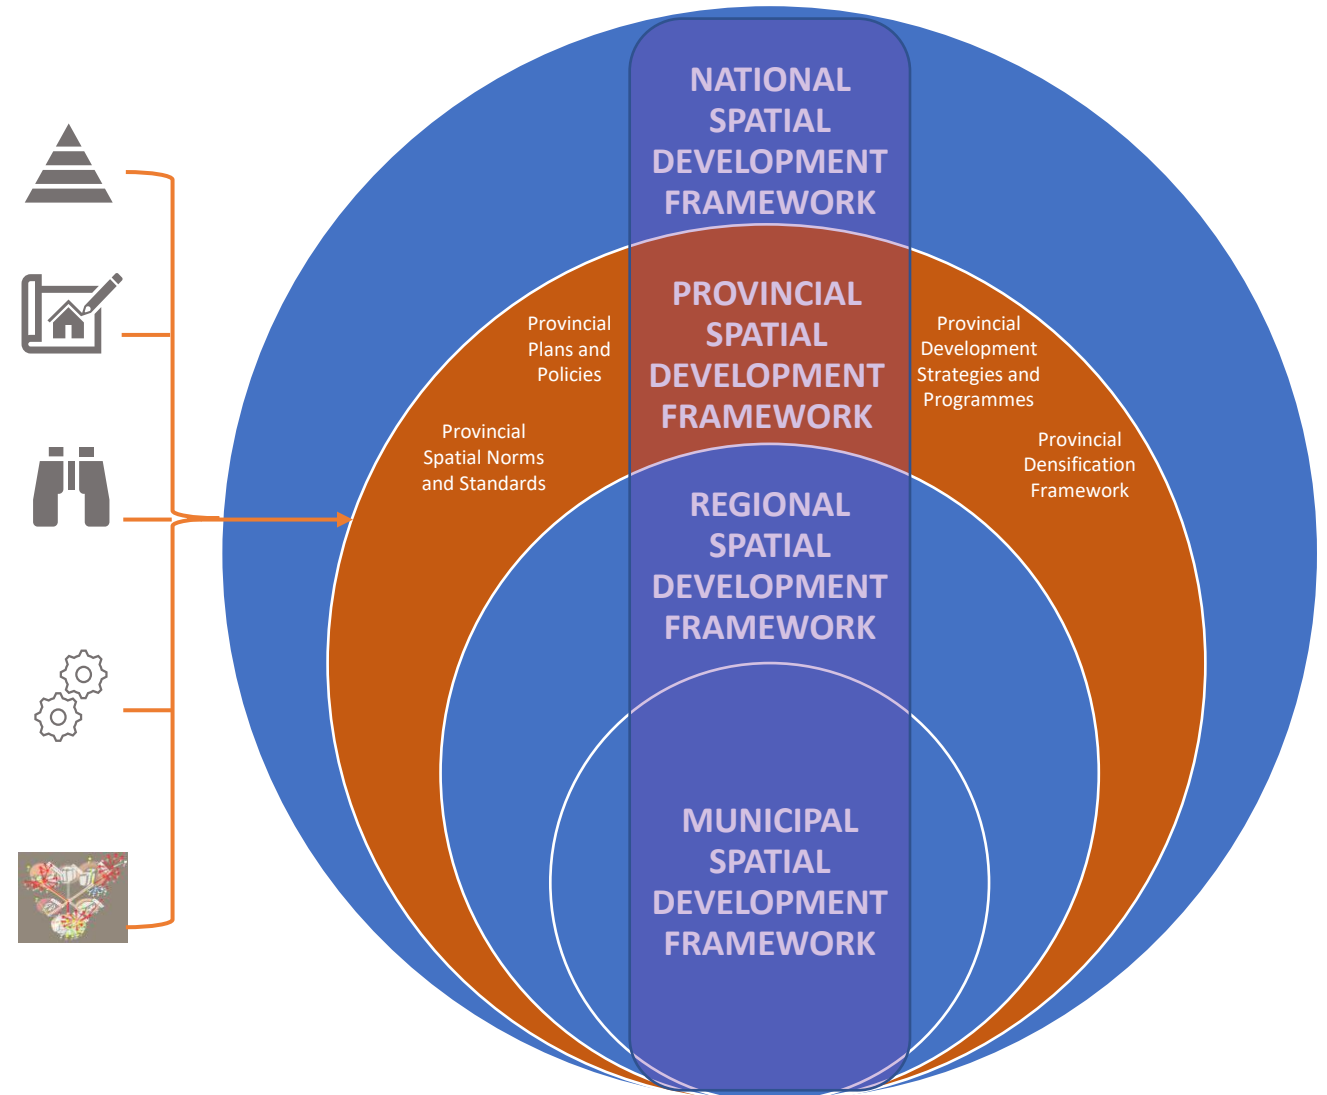 NATIONAL
SPATIAL
DEVELOPMENT
FRAMEWORK
PROVINCIAL
SPATIAL
DEVELOPMENT
FRAMEWORK
Provincial
Plans and
Policies
Provincial
Development
Strategies and
Programmes
Provincial
Spatial Norms
and Standards
Provincial
Densification
Framework
REGIONAL
SPATIAL
DEVELOPMENT
FRAMEWORK
MUNICIPAL
SPATIAL
DEVELOPMENT
FRAMEWORK